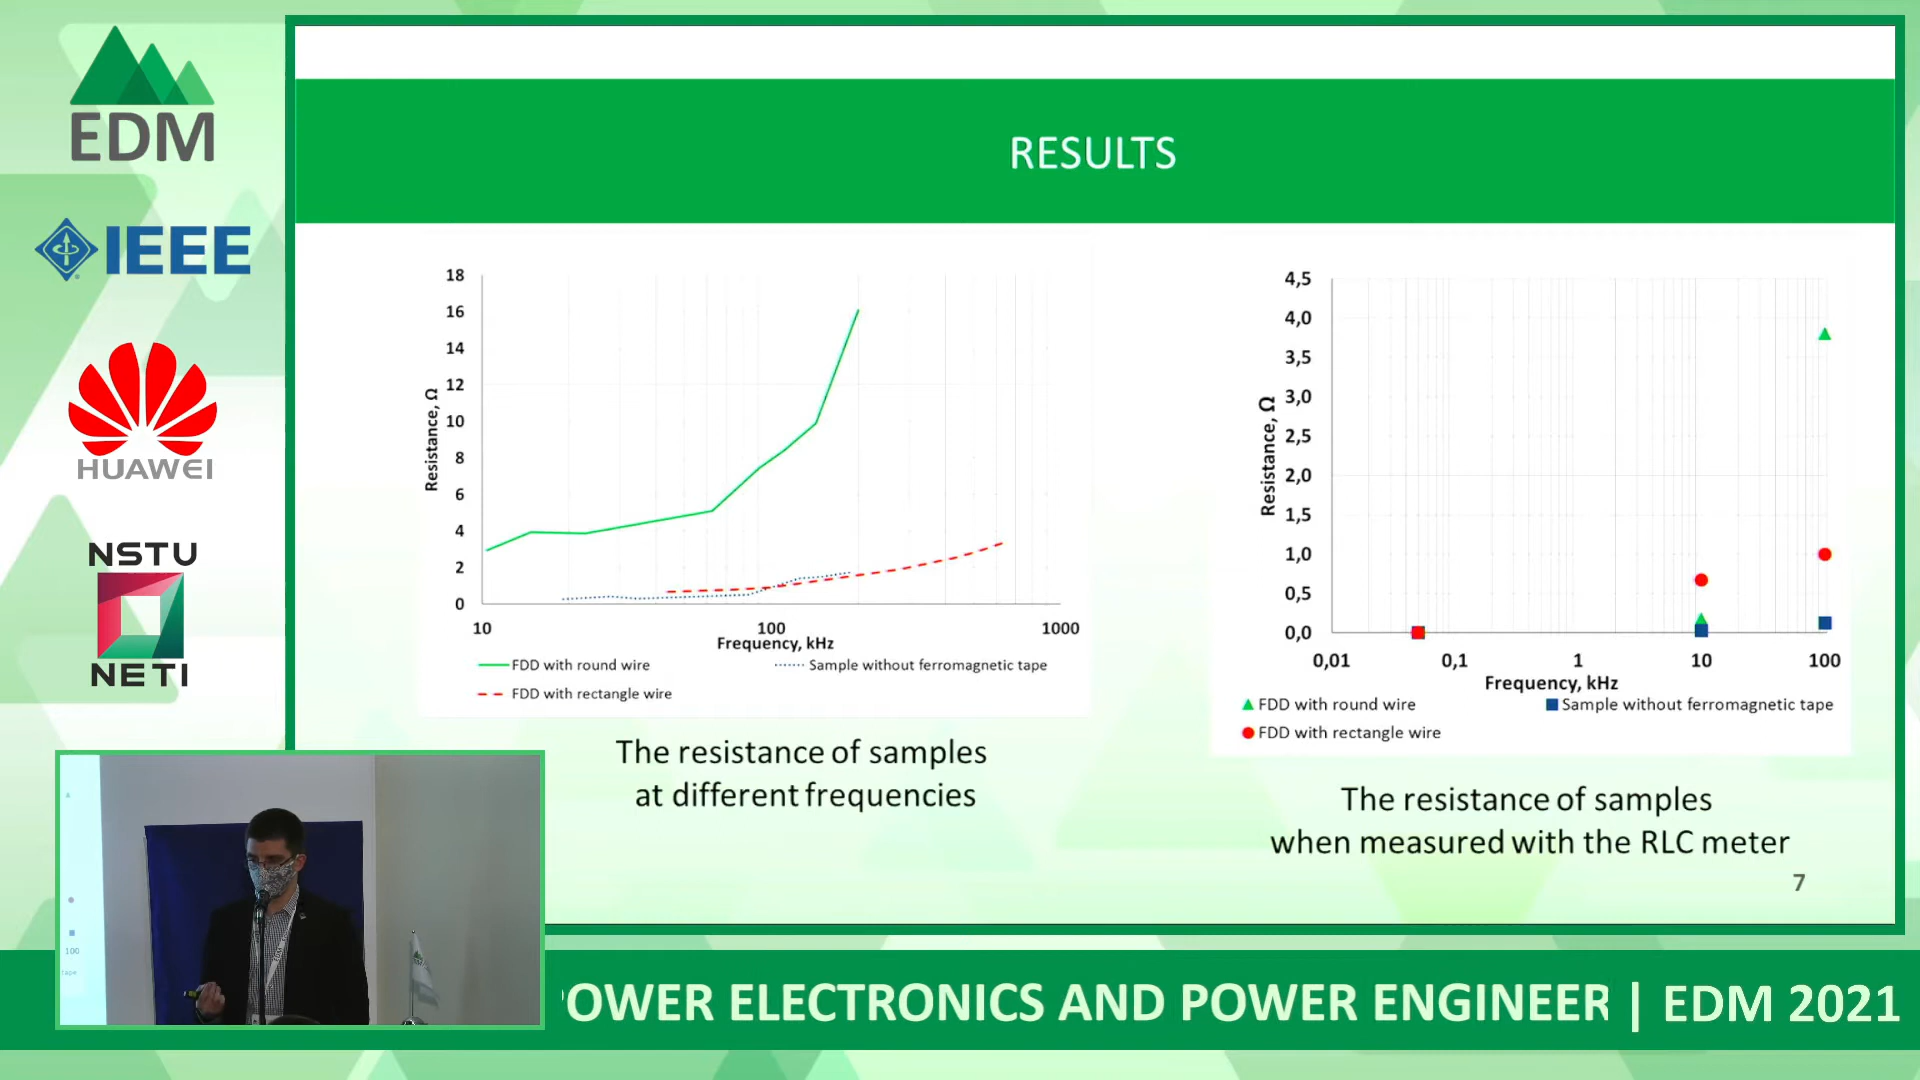 EDM
IEEE
HUAWEI
NSTU
NETI
RESULTS
18
16
14
12
10
8
6
4
2
0
Resistance, Ω
10
100
1000
Frequency, kHz
FDD with round wire
Sample without ferromagnetic tape
FDD with rectangle wire
The resistance of samples
at different frequencies
4,5
4,0
3,5
3,0
2,5
2,0
1,5
1,0
0,5
0,0
Resistance, Ω
0,01
0,1
1
10
100
Frequency, kHz
FDD with round wire
Sample without ferromagnetic tape
FDD with rectangle wire
The resistance of samples
when measured with the RLC meter
7
100
tape
OWER ELECTRONICS AND POWER ENGINEER | EDM 2021